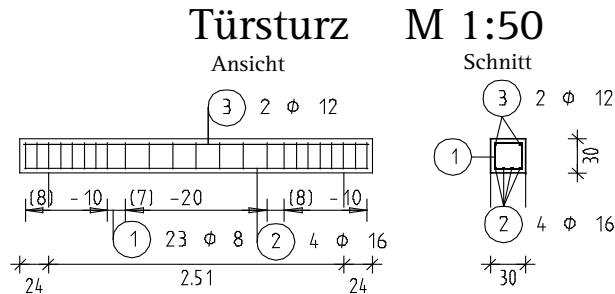 Türsturz M 1:50
Ansicht Schnitt
3 2 ϕ 12 3 2 ϕ 12
1 30
(8) -10 (7) -20 (8) -10
1 23 ϕ 8 2 4 ϕ 16 2 4 ϕ 16
24 2.51 24 30